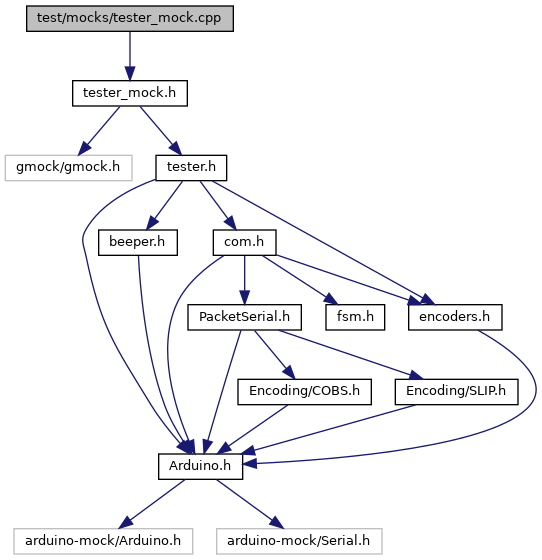 test/mocks/tester_mock.cpp
tester_mock.h
gmock/gmock.h
tester.h
beeper.h
com.h
PacketSerial.h
fsm.h
encoders.h
Encoding/COBS.h
Encoding/SLIP.h
Arduino.h
arduino-mock/Arduino.h
arduino-mock/Serial.h